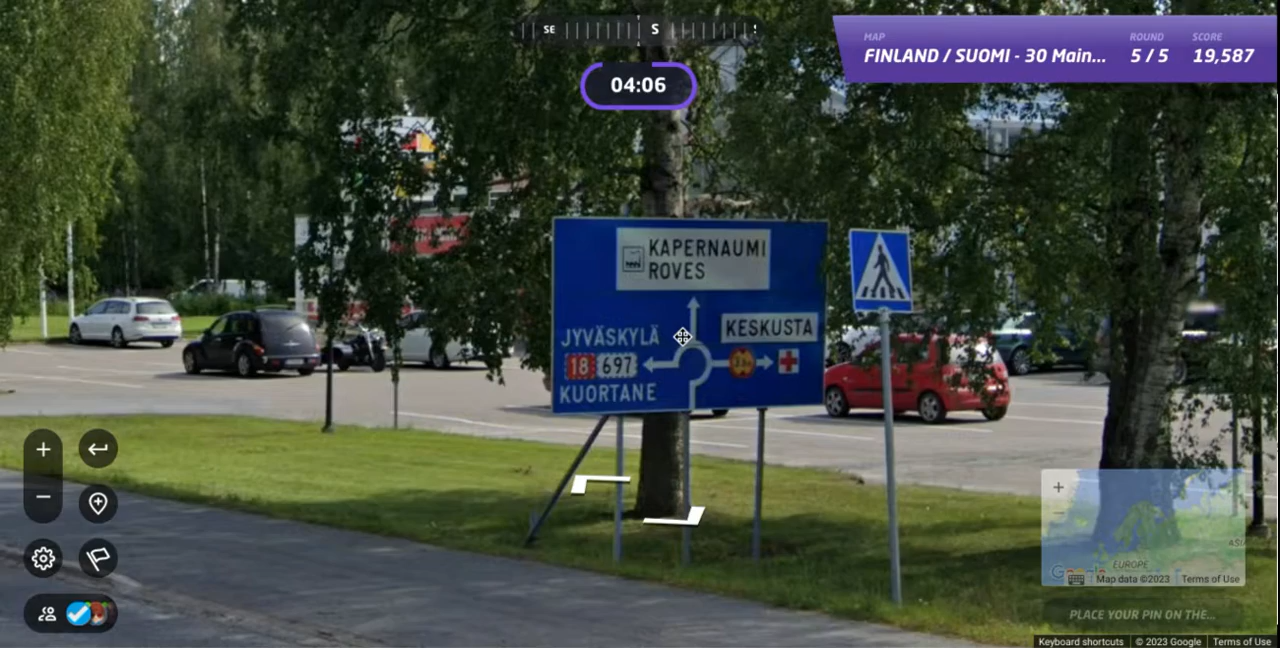 SE
S
04:06
MAP
FINLAND / SUOMI - 30 Main...
ROUND
5 / 5
SCORE
19,587
KAPERNAUMI
ROVES
KESKUSTA
JYVÄSKYLÄ
18 697
KUORTANE
+
−
+
EUROPE
Map data ©2023
Terms of Use
PLACE YOUR PIN ON THE...
Keyboard shortcuts
© 2023 Google
Terms of Use